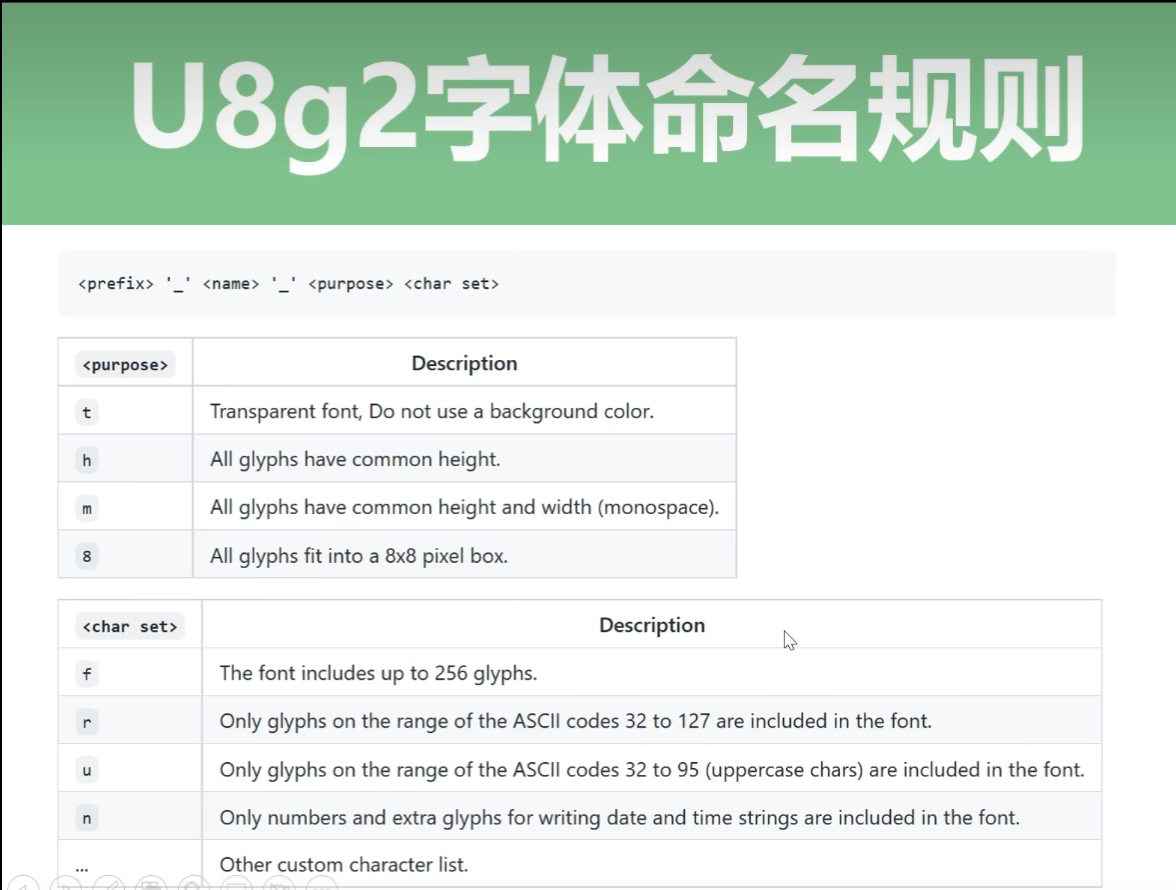 U8g2字体命名规则
<prefix> '_' <name> '_' <purpose> <char set>
<purpose> Description
t Transparent font, Do not use a background color.
h All glyphs have common height.
m All glyphs have common height and width (monospace).
8 All glyphs fit into a 8x8 pixel box.
<char set> Description
f The font includes up to 256 glyphs.
r Only glyphs on the range of the ASCII codes 32 to 127 are included in the font.
u Only glyphs on the range of the ASCII codes 32 to 95 (uppercase chars) are included in the font.
n Only numbers and extra glyphs for writing date and time strings are included in the font.
... Other custom character list.